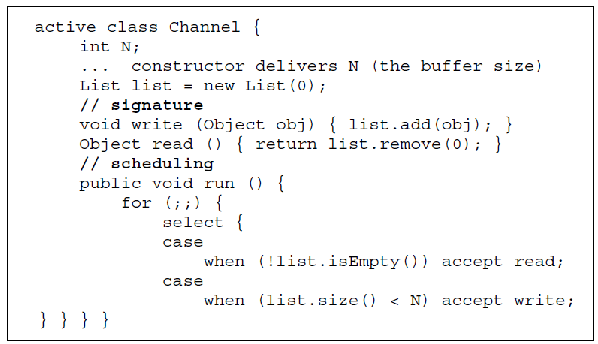 active class Channel {
int N;
... constructor delivers N (the buffer size)
List list = new List(0);
// signature
void write (Object obj) { list.add(obj); }
Object read () { return list.remove(0); }
// scheduling
public void run () {
for (;;) {
select {
case
when (!list.isEmpty()) accept read;
case
when (list.size() < N) accept write;
} } } }